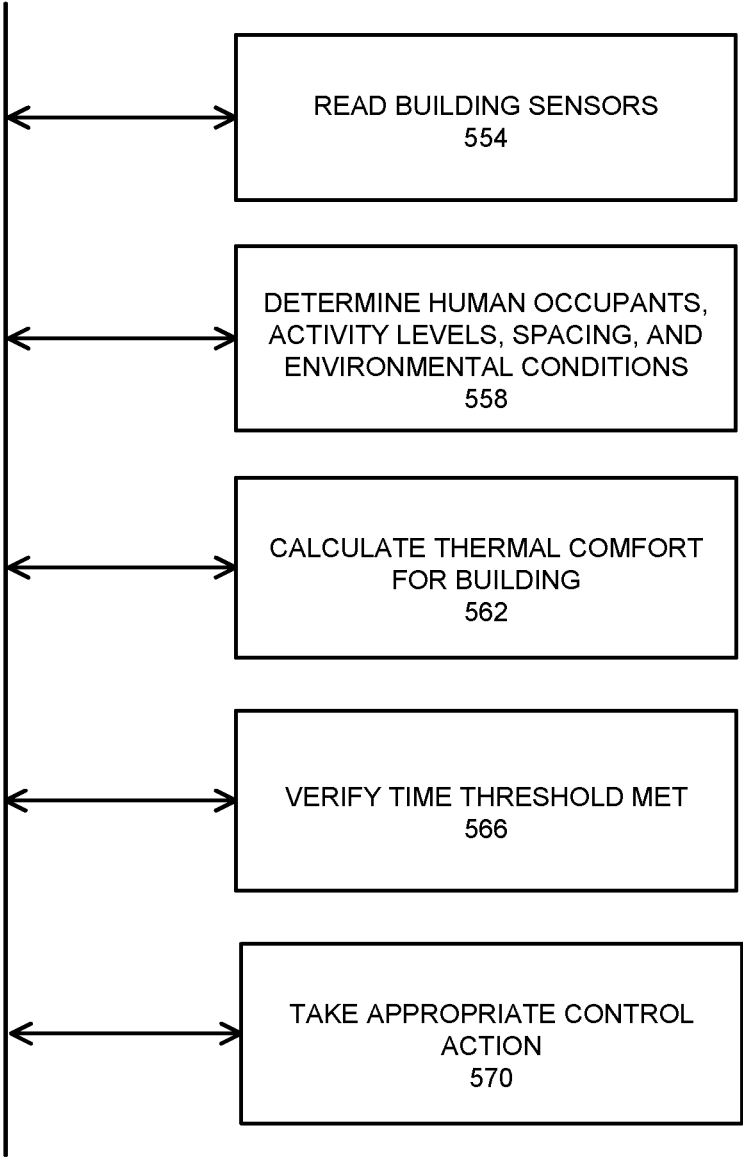 READ BUILDING SENSORS
554
DETERMINE HUMAN OCCUPANTS,
ACTIVITY LEVELS, SPACING, AND
ENVIRONMENTAL CONDITIONS
558
CALCULATE THERMAL COMFORT
FOR BUILDING
562
VERIFY TIME THRESHOLD MET
566
TAKE APPROPRIATE CONTROL
ACTION
570